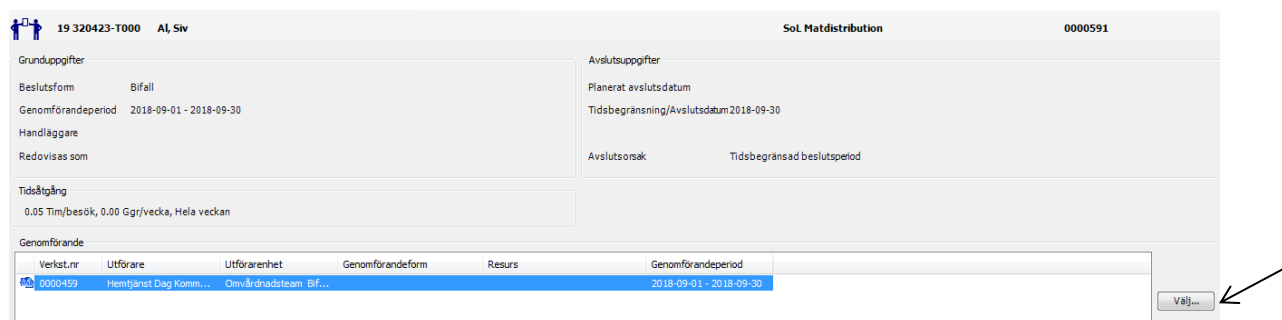 19 320423-T000 Al, Siv SoL Matdistribution 0000591
Grunduppgifter Avslutsuppgifter
Beslutsform Bifall Planerat avslutsdatum
Genomförandeperiod 2018-09-01 - 2018-09-30 Tidsbegränsning/Avslutsdatum 2018-09-30
Handläggare
Redovisas som Avslutsorsak Tidsbegränsad beslutsperiod
Tidsåtgång
0.05 Tim/besök, 0.00 Ggr/vecka, Hela veckan
Genomförande
Verkst.nr Utförare Utförarenhet Genomförandeform Resurs Genomförandeperiod
0000459 Hemtjänst Dag Komm... Omvårdnadsteam Bif... 2018-09-01 - 2018-09-30
Välj...